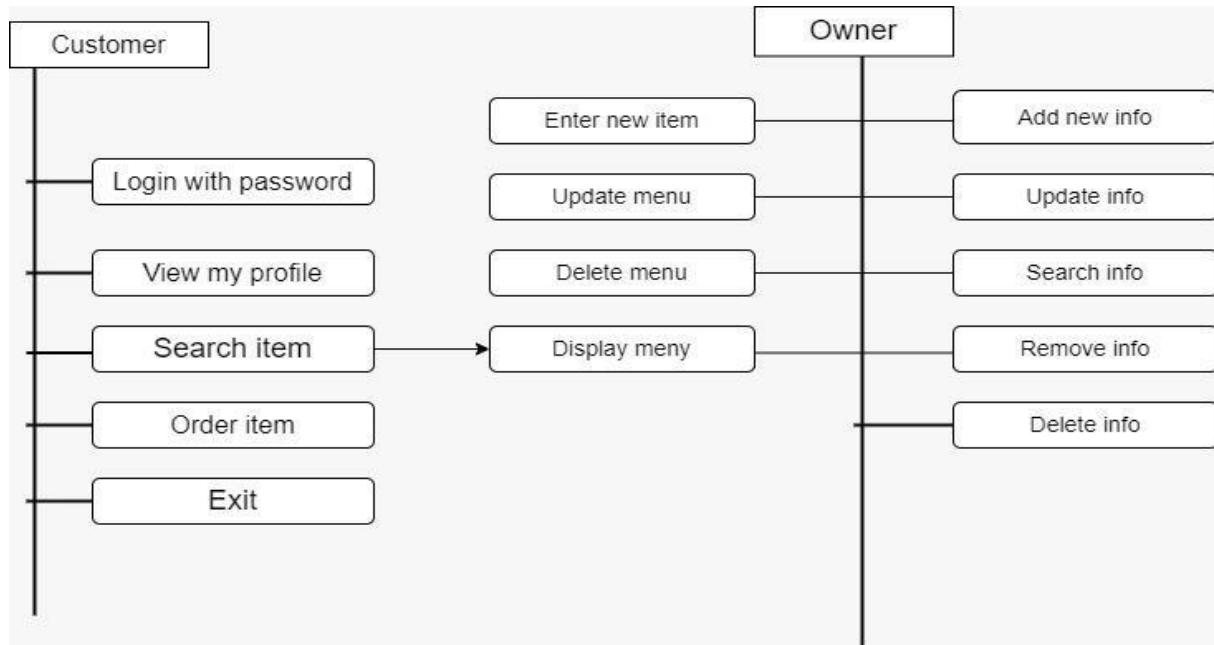 Customer
Owner
Enter new item
Add new info
Login with password
Update menu
Update info
View my profile
Delete menu
Search info
Search item
Display meny
Remove info
Order item
Delete info
Exit